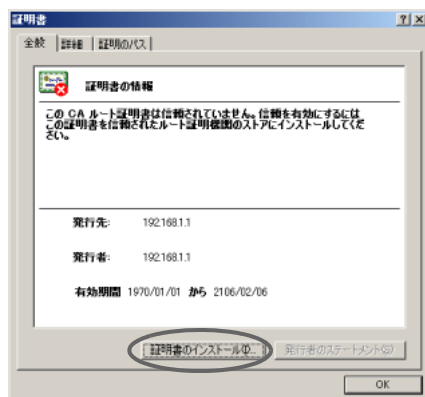 証明書
全般 詳細 証明のパス
証明書の情報
この CA ルート証明書は信頼されていません。信頼を有効にするには
この証明書を信頼されたルート証明機関のストアにインストールしてくだ
さい。
発行先: 192.168.1.1
発行者: 192.168.1.1
有効期間 1970/01/01 から 2106/02/06
証明書のインストール(I)... 発行者のステートメント(S)
OK